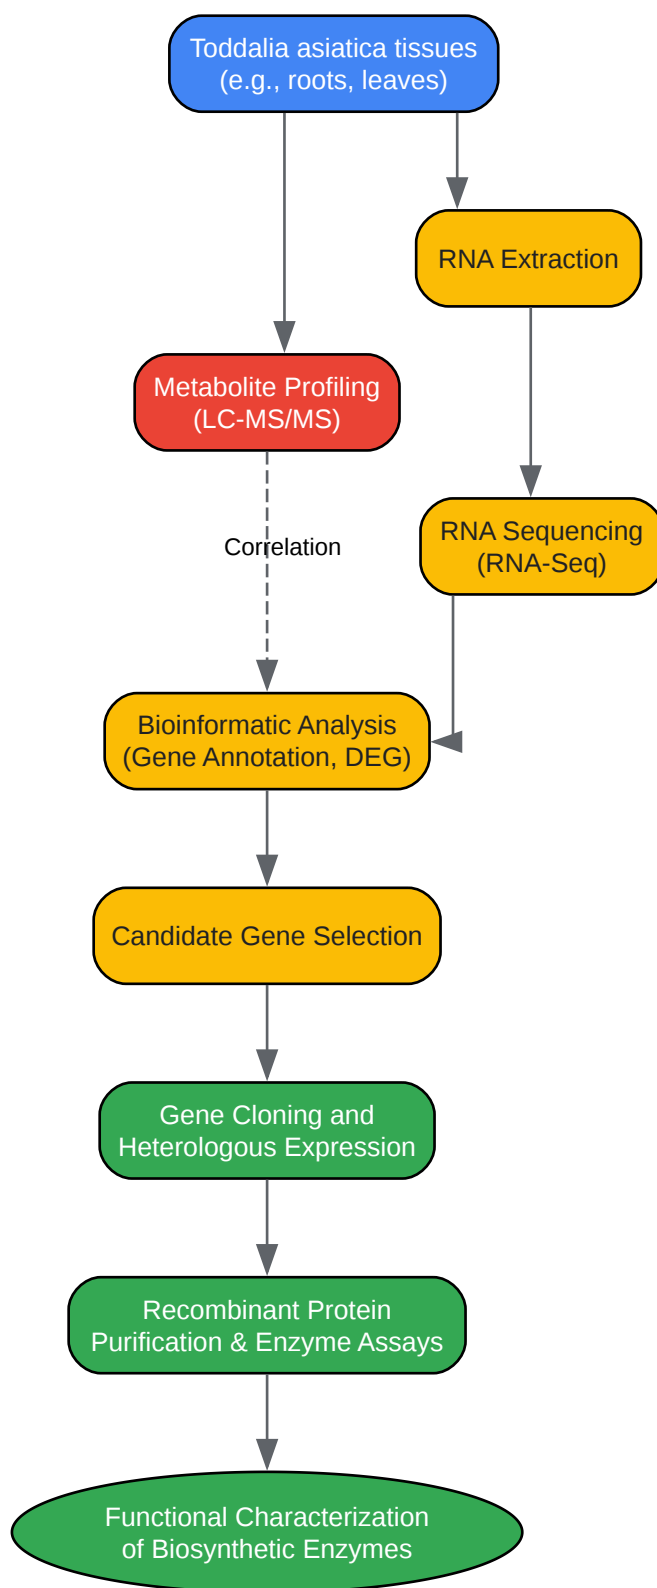 Toddalia asiatica tissues
(e.g., roots, leaves)
RNA Extraction
Metabolite Profiling
(LC-MS/MS)
RNA Sequencing
(RNA-Seq)
Correlation
Bioinformatic Analysis
(Gene Annotation, DEG)
Candidate Gene Selection
Gene Cloning and
Heterologous Expression
Recombinant Protein
Purification & Enzyme Assays
Functional Characterization
of Biosynthetic Enzymes